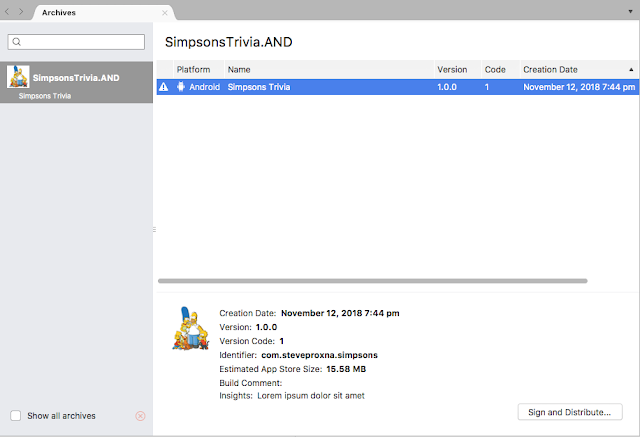 Archives
SimpsonsTrivia.AND
SimpsonsTrivia.AND
Simpsons Trivia
Platform Name Version Code Creation Date
Android Simpsons Trivia 1.0.0 1 November 12, 2018 7:44 pm
Creation Date: November 12, 2018 7:44 pm
Version: 1.0.0
Version Code: 1
Identifier: com.steveproxna.simpsons
Estimated App Store Size: 15.58 MB
Build Comment:
Insights: Lorem ipsum dolor sit amet
Show all archives
Sign and Distribute...